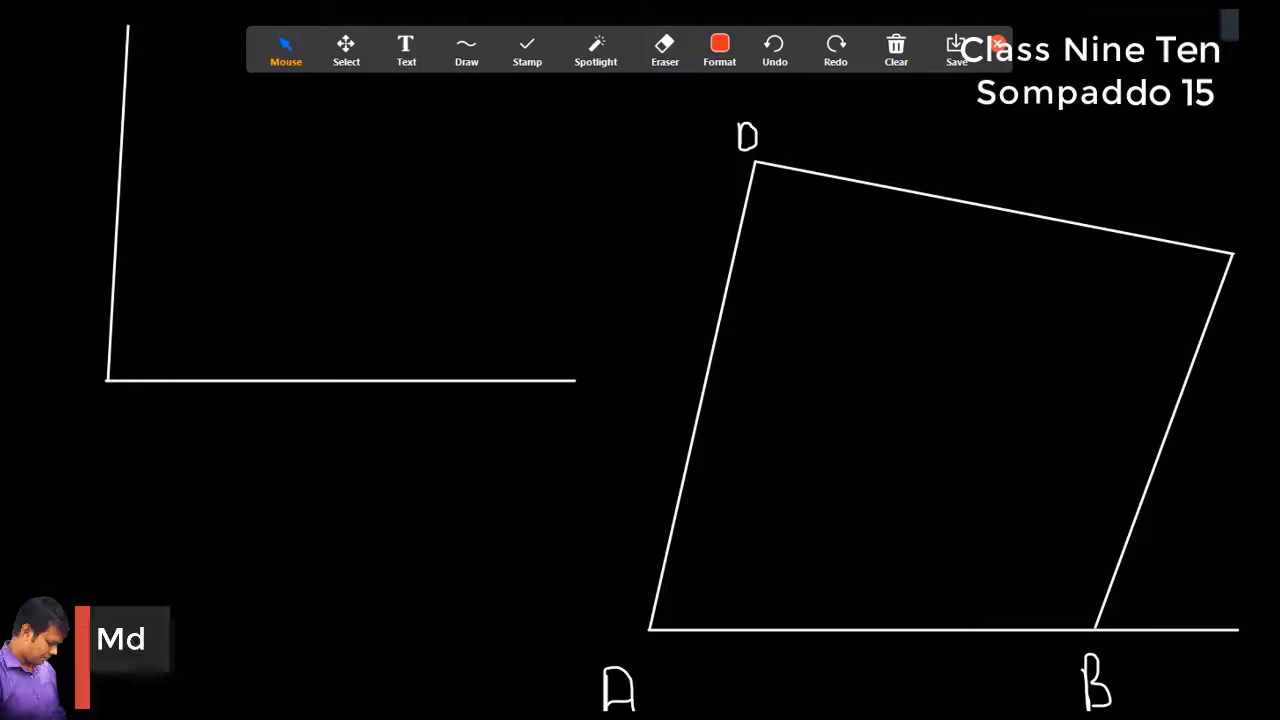 Mouse Select Text Draw Stamp Spotlight Eraser Format Undo Redo Clear Save
Class Nine Ten
Sompaddo 15
D
Md
A
B